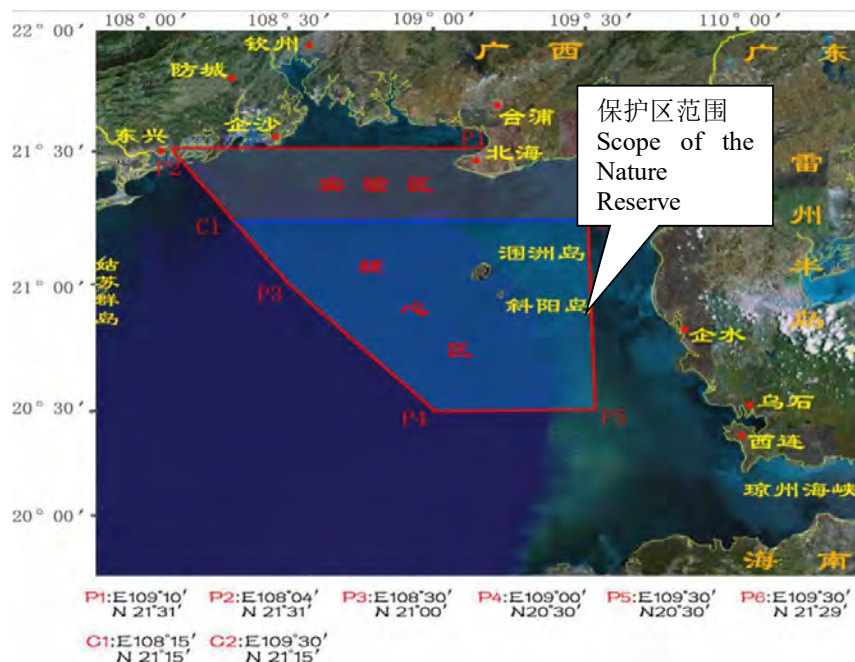 108° 00′ 108° 30′ 109° 00′ 109° 30′ 110° 00′
22° 00′
钦州
广 西
广 东
防城
合浦
保护区范围
Scope of the
Nature
Reserve
企沙
东兴
P1
21° 30′
P2
北海
雷州半岛
实验区
C1
涠洲岛
21° 00′
姑苏群岛
核心区
P3
斜阳岛
企水
20° 30′
P4
P5
乌石
西连
琼州海峡
20° 00′
海 南
P1:E109°10′ P2:E108°04′ P3:E108°30′ P4:E109°00′ P5:E109°30′ P6:E109°30′
N 21°31′ N 21°31′ N 21°00′ N20°30′ N20°30′ N 21°29′
C1:E108°15′ C2:E109°30′
N 21°15′ N 21°15′